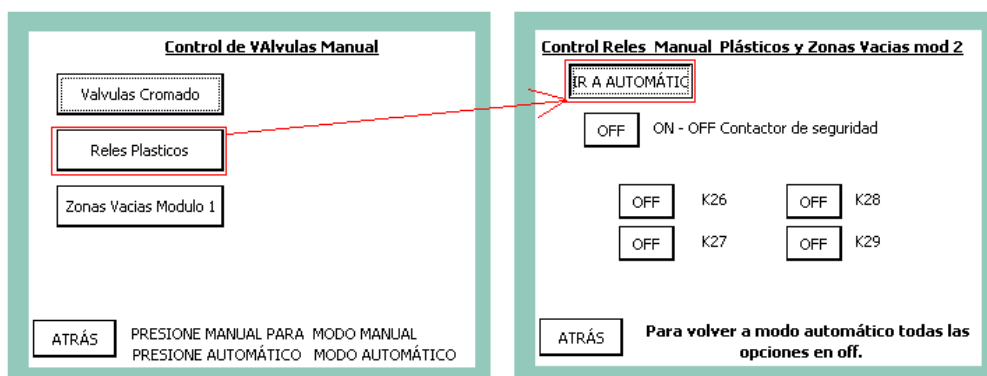 Control de VAlvulas Manual
Valvulas Cromado
Reles Plasticos
Zonas Vacias Modulo 1
ATRÁS
PRESIONE MANUAL PARA MODO MANUAL
PRESIONE AUTOMÁTICO MODO AUTOMÁTICO
Control Reles Manual Plásticos y Zonas Vacias mod 2
IR A AUTOMÁTIC
OFF ON - OFF Contactor de seguridad
OFF K26 OFF K28
OFF K27 OFF K29
ATRÁS
Para volver a modo automático todas las
opciones en off.